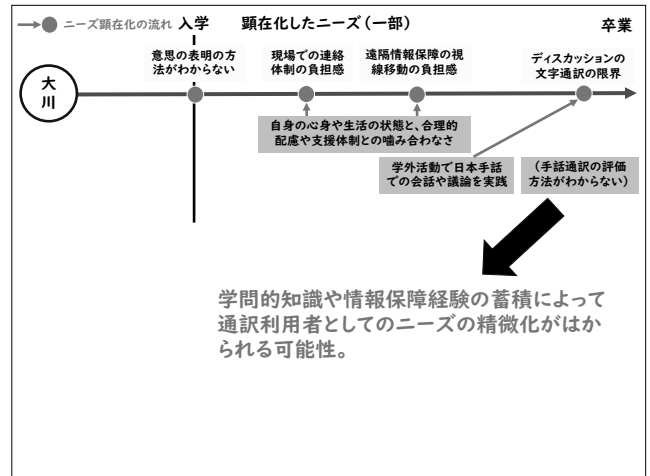 ニーズ顕在化の流れ
入学
顕在化したニーズ(一部)
卒業
意思の表明の方
法がわからない
現場での連絡
体制の負担感
遠隔情報保障の視
線移動の負担感
ディスカッションの
文字通訳の限界
大
川
自身の心身や生活の状態と、合理的
配慮や支援体制との噛み合わなさ
学外活動で日本手話
での会話や議論を実践
(手話通訳の評価
方法がわからない)
学問的知識や情報保障経験の蓄積によって
通訳利用者としてのニーズの精微化がはか
られる可能性。